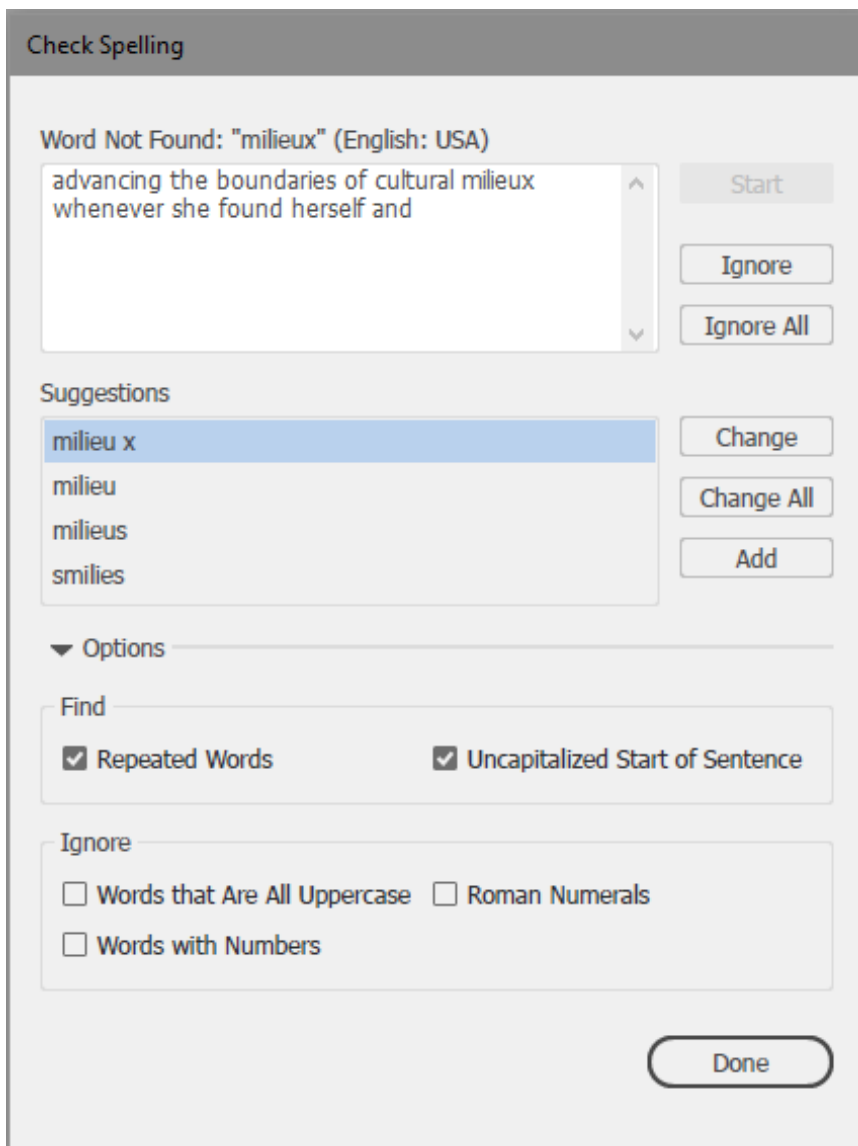 Check Spelling
Word Not Found: "milieux" (English: USA)
advancing the boundaries of cultural milieux
whenever she found herself and
Start
Ignore
Ignore All
Suggestions
milieu x
milieu
milieus
smilies
Change
Change All
Add
Options
Find
Repeated Words
Uncapitalized Start of Sentence
Ignore
Words that Are All Uppercase
Roman Numerals
Words with Numbers
Done